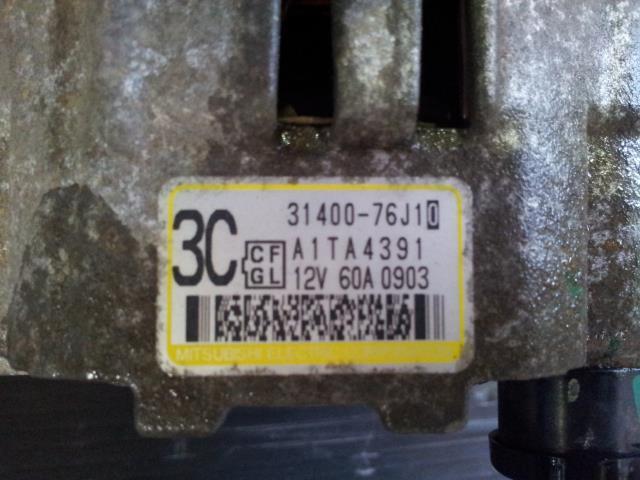 3C
31400-76J10
CF
GL
A1TA4391
12V 60A 0903
MITSUBISHI ELECTRIC